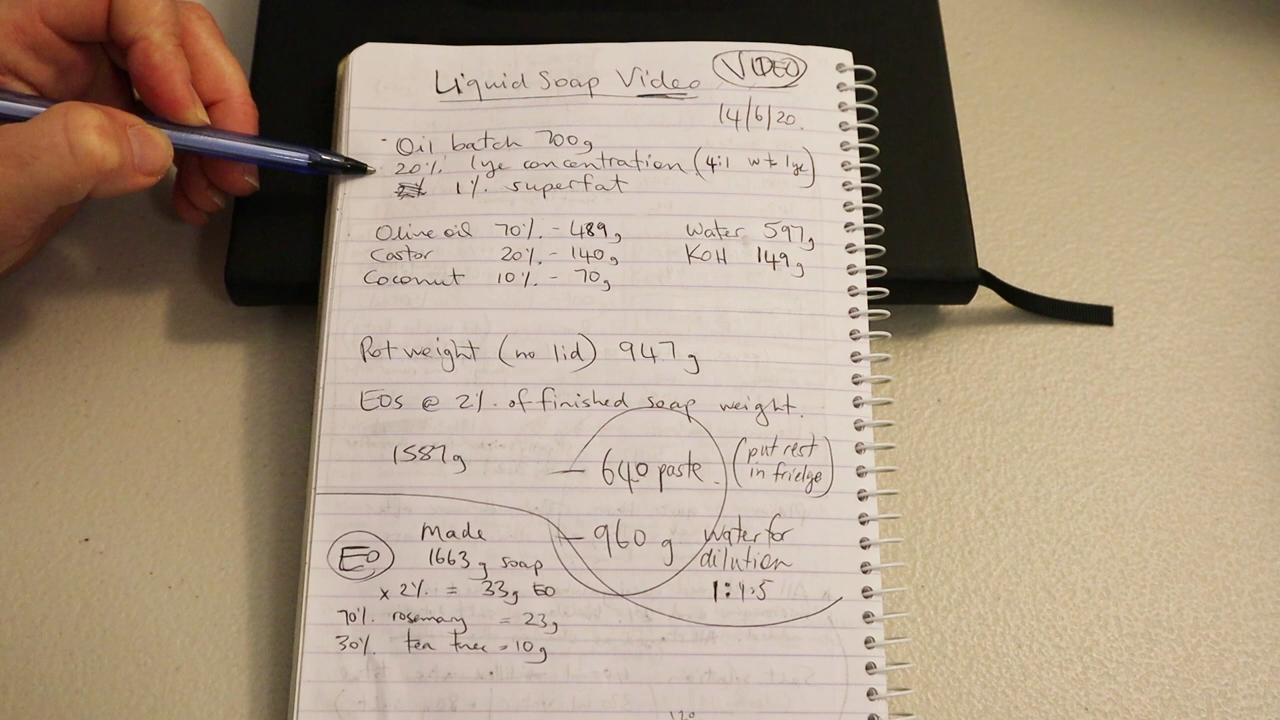 Liquid Soap Video
VIDEO
14/6/20.
Oil batch 700g
20% lye concentration (4:1 w to lye)
1% superfat
Olive oil 70% - 489g
Water 597g
Castor 20% - 140g
KOH 149g
Coconut 10% - 70g
Pot weight (no lid) 947g
EOs @ 2% of finished soap weight.
1587g
- 640 paste
(put rest in fridge)
- 960g
water for dilution
1:1.5
EO
Made
1663g soap
x 2% = 33g EO
70% rosemary = 23g
30% tea tree = 10g